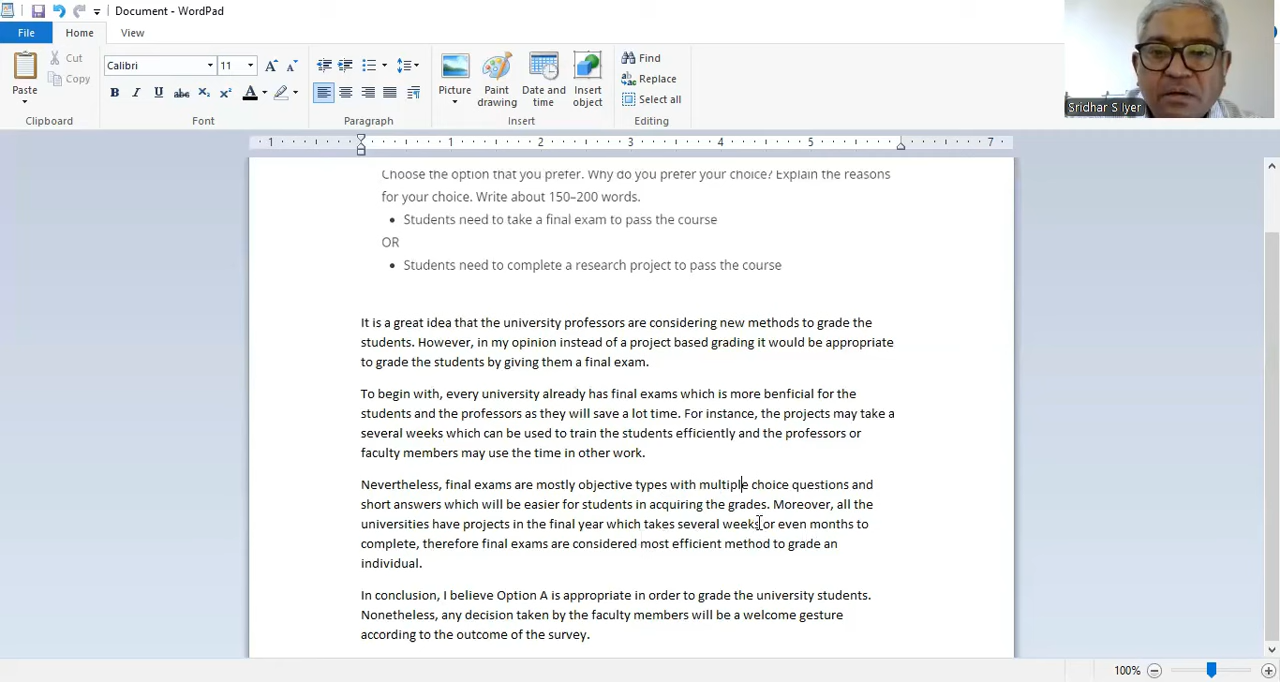 Document - WordPad
File Home View
Paste Cut Copy Calibri 11 Find Replace Select all
Picture Paint drawing Date and time Insert object
Clipboard Font Paragraph Insert Editing
Sridhar S Iyer
1 1 2 3 4 5 7
Choose the option that you prefer. Why do you prefer your choice? Explain the reasons
for your choice. Write about 150–200 words.
• Students need to take a final exam to pass the course
OR
• Students need to complete a research project to pass the course
It is a great idea that the university professors are considering new methods to grade the
students. However, in my opinion instead of a project based grading it would be appropriate
to grade the students by giving them a final exam.
To begin with, every university already has final exams which is more benficial for the
students and the professors as they will save a lot time. For instance, the projects may take a
several weeks which can be used to train the students efficiently and the professors or
faculty members may use the time in other work.
Nevertheless, final exams are mostly objective types with multiple choice questions and
short answers which will be easier for students in acquiring the grades. Moreover, all the
universities have projects in the final year which takes several weeks or even months to
complete, therefore final exams are considered most efficient method to grade an
individual.
In conclusion, I believe Option A is appropriate in order to grade the university students.
Nonetheless, any decision taken by the faculty members will be a welcome gesture
according to the outcome of the survey.
100%